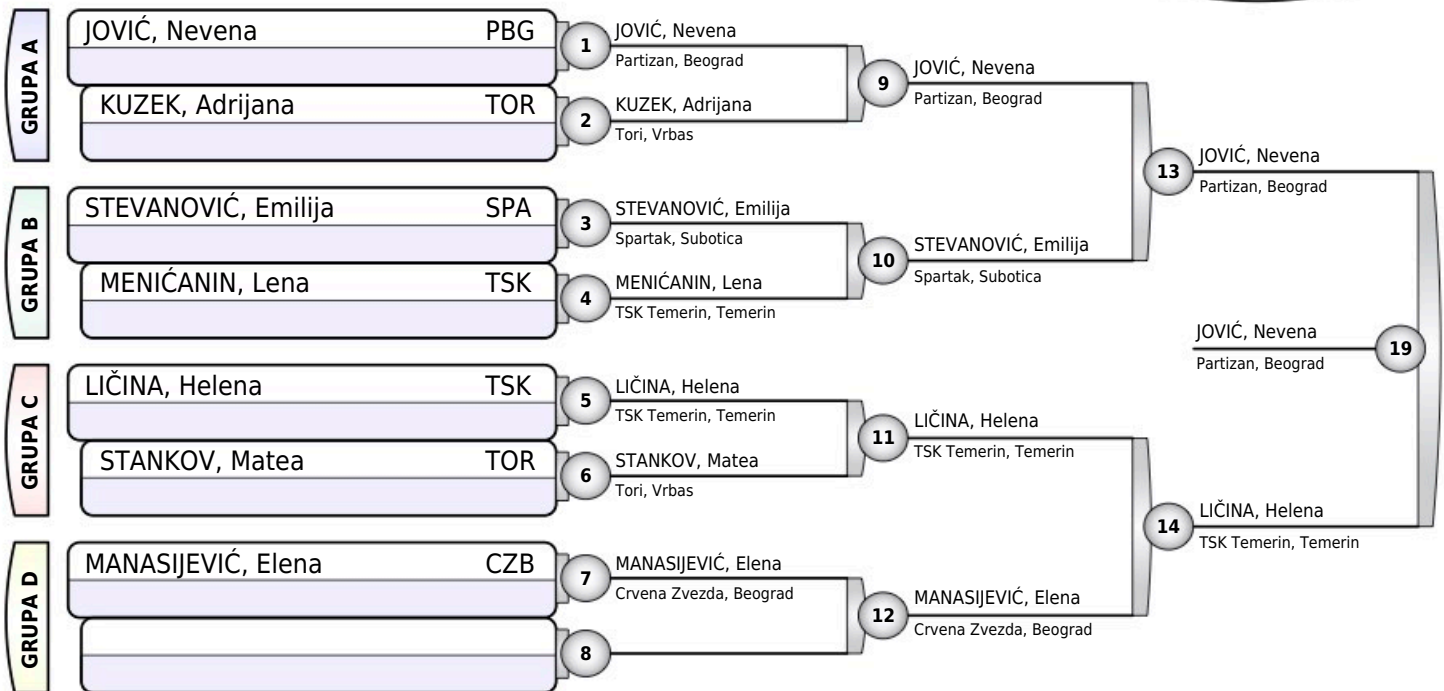 GRUPA A
JOVIĆ, Nevena PBG
KUZEK, Adrijana TOR
1
JOVIĆ, Nevena
Partizan, Beograd
2
KUZEK, Adrijana
Tori, Vrbas
9
JOVIĆ, Nevena
Partizan, Beograd
GRUPA B
STEVANOVIĆ, Emilija SPA
MENIĆANIN, Lena TSK
3
STEVANOVIĆ, Emilija
Spartak, Subotica
4
MENIĆANIN, Lena
TSK Temerin, Temerin
10
STEVANOVIĆ, Emilija
Spartak, Subotica
13
JOVIĆ, Nevena
Partizan, Beograd
GRUPA C
LIČINA, Helena TSK
STANKOV, Matea TOR
5
LIČINA, Helena
TSK Temerin, Temerin
6
STANKOV, Matea
Tori, Vrbas
11
LIČINA, Helena
TSK Temerin, Temerin
GRUPA D
MANASIJEVIĆ, Elena CZB
7
MANASIJEVIĆ, Elena
Crvena Zvezda, Beograd
8
12
MANASIJEVIĆ, Elena
Crvena Zvezda, Beograd
14
LIČINA, Helena
TSK Temerin, Temerin
JOVIĆ, Nevena
Partizan, Beograd
19